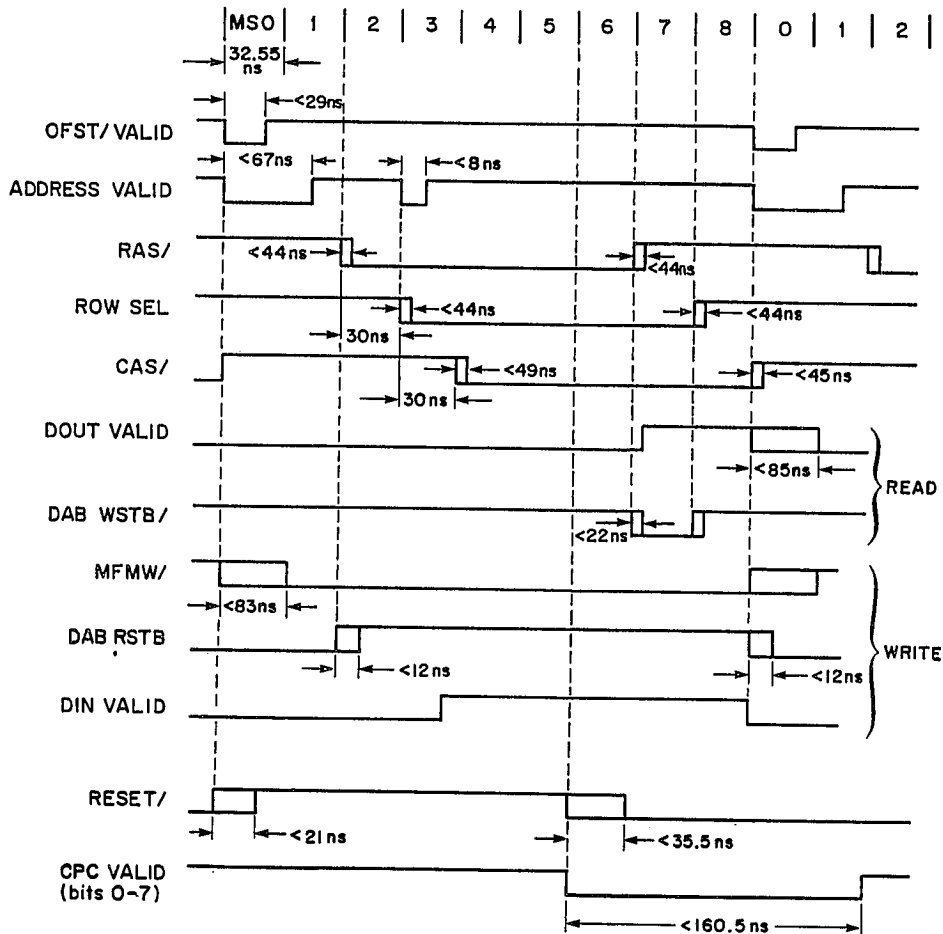 MS0 1 2 3 4 5 6 7 8 0 1 2
32.55
ns
<29ns
OFST/VALID
<67ns <8ns
ADDRESS VALID
RAS/
<44ns <44ns
ROW SEL
<44ns <44ns
30ns
CAS/
<49ns <45ns
30ns
DOUT VALID
<85ns
READ
DAB WSTB/
<22ns
MFMW/
<83ns
DAB RSTB
WRITE
<12ns <12ns
DIN VALID
RESET/
<21ns <35.5ns
CPC VALID
(bits 0-7)
<160.5ns